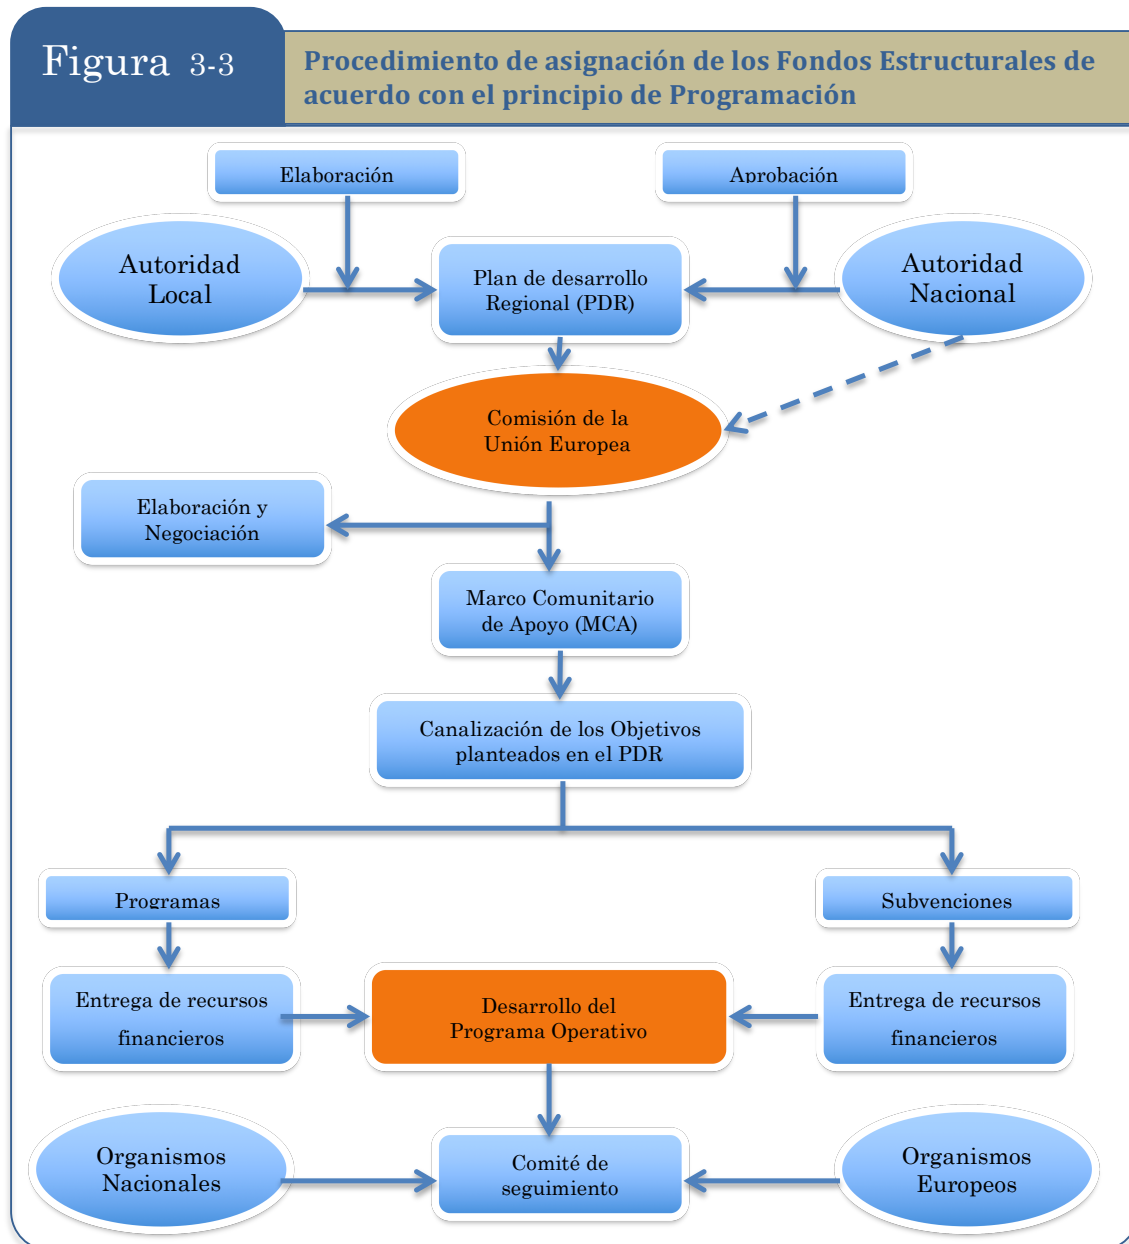 Figura 3-3
Procedimiento de asignación de los Fondos Estructurales de
acuerdo con el principio de Programación
Elaboración
Aprobación
Autoridad
Local
Plan de desarrollo
Regional (PDR)
Autoridad
Nacional
Comisión de la
Unión Europea
Elaboración y
Negociación
Marco Comunitario
de Apoyo (MCA)
Canalización de los Objetivos
planteados en el PDR
Programas
Subvenciones
Entrega de recursos
financieros
Desarrollo del
Programa Operativo
Entrega de recursos
financieros
Organismos
Nacionales
Comité de
seguimiento
Organismos
Europeos